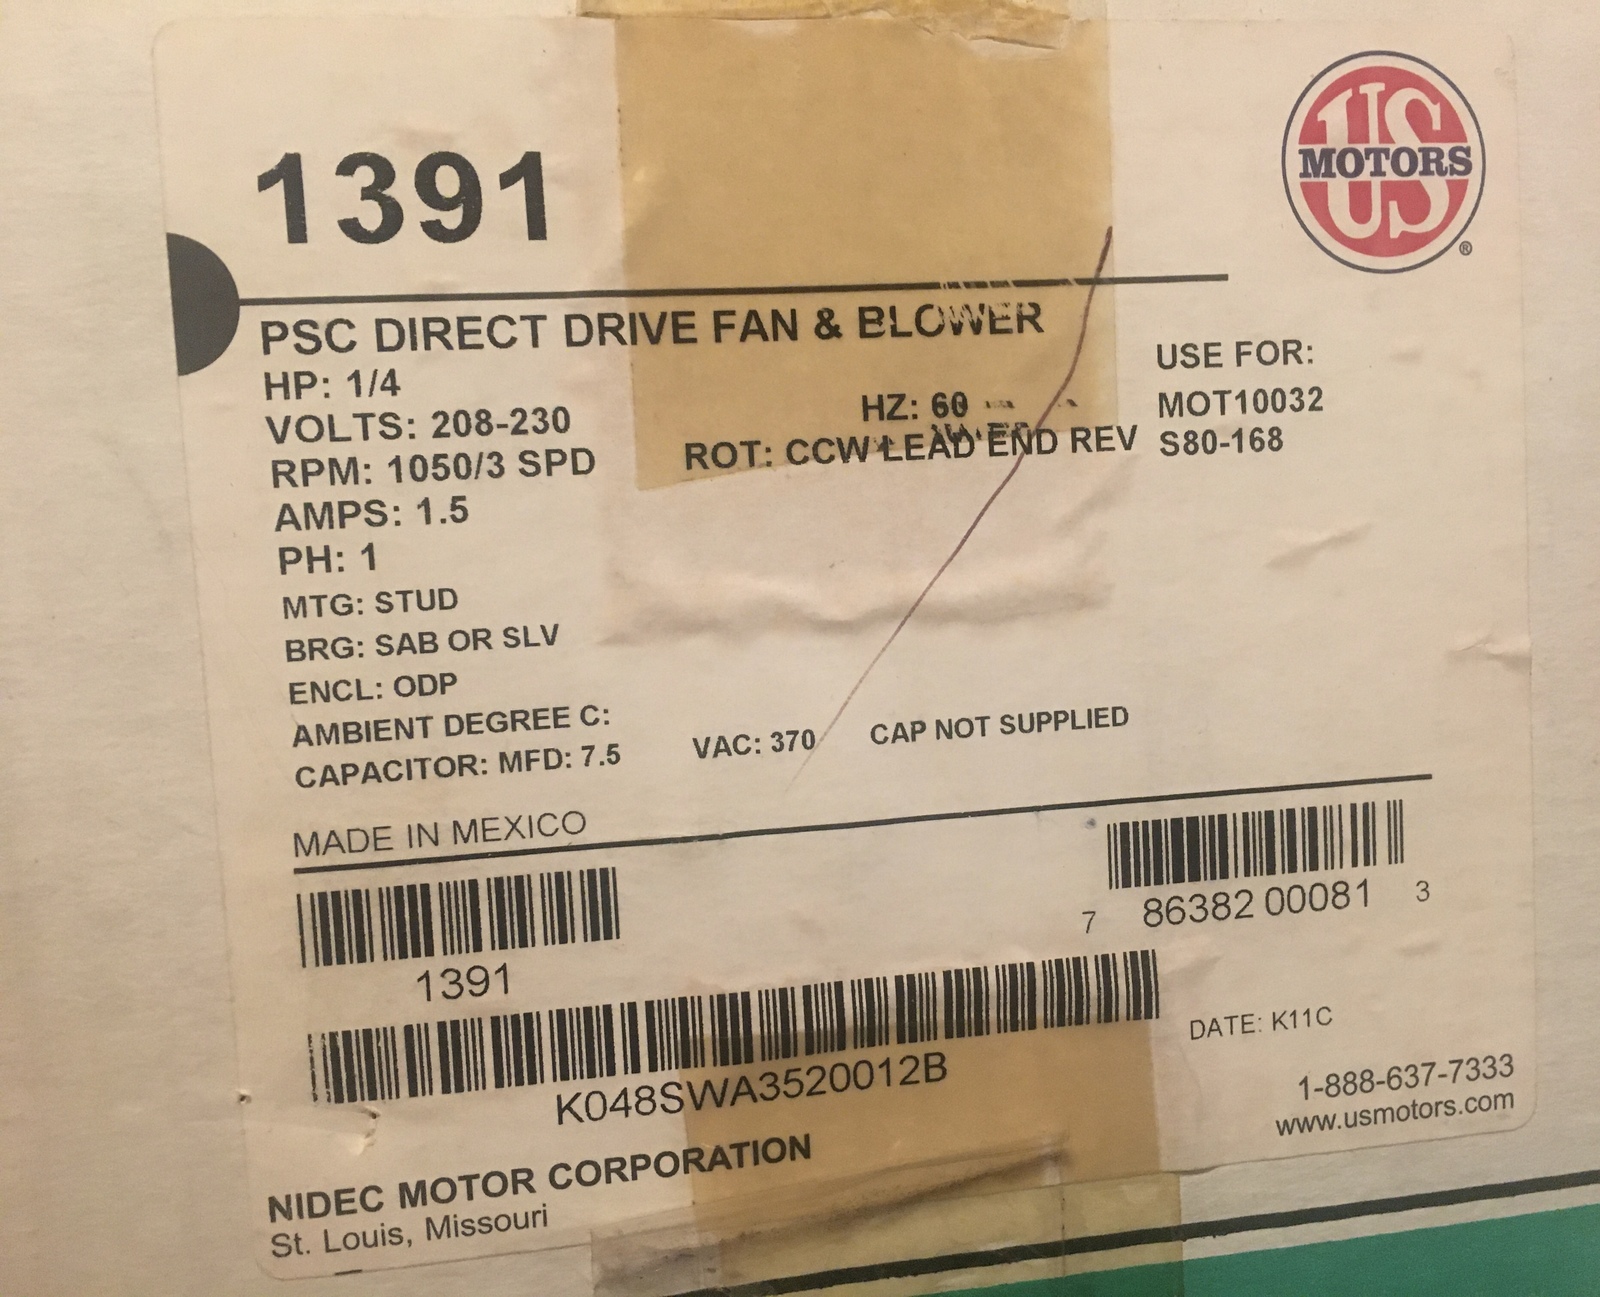 1391
US
MOTORS
®
PSC DIRECT DRIVE FAN & BLOWER
HP: 1/4
VOLTS: 208-230
HZ: 60
RPM: 1050/3 SPD
ROT: CCW LEAD END REV
AMPS: 1.5
PH: 1
MTG: STUD
BRG: SAB OR SLV
ENCL: ODP
AMBIENT DEGREE C:
CAPACITOR: MFD: 7.5 VAC: 370 CAP NOT SUPPLIED
USE FOR:
MOT10032
S80-168
MADE IN MEXICO
1391
7 86382 00081 3
K048SWA3520012B
DATE: K11C
1-888-637-7333
www.usmotors.com
NIDEC MOTOR CORPORATION
St. Louis, Missouri